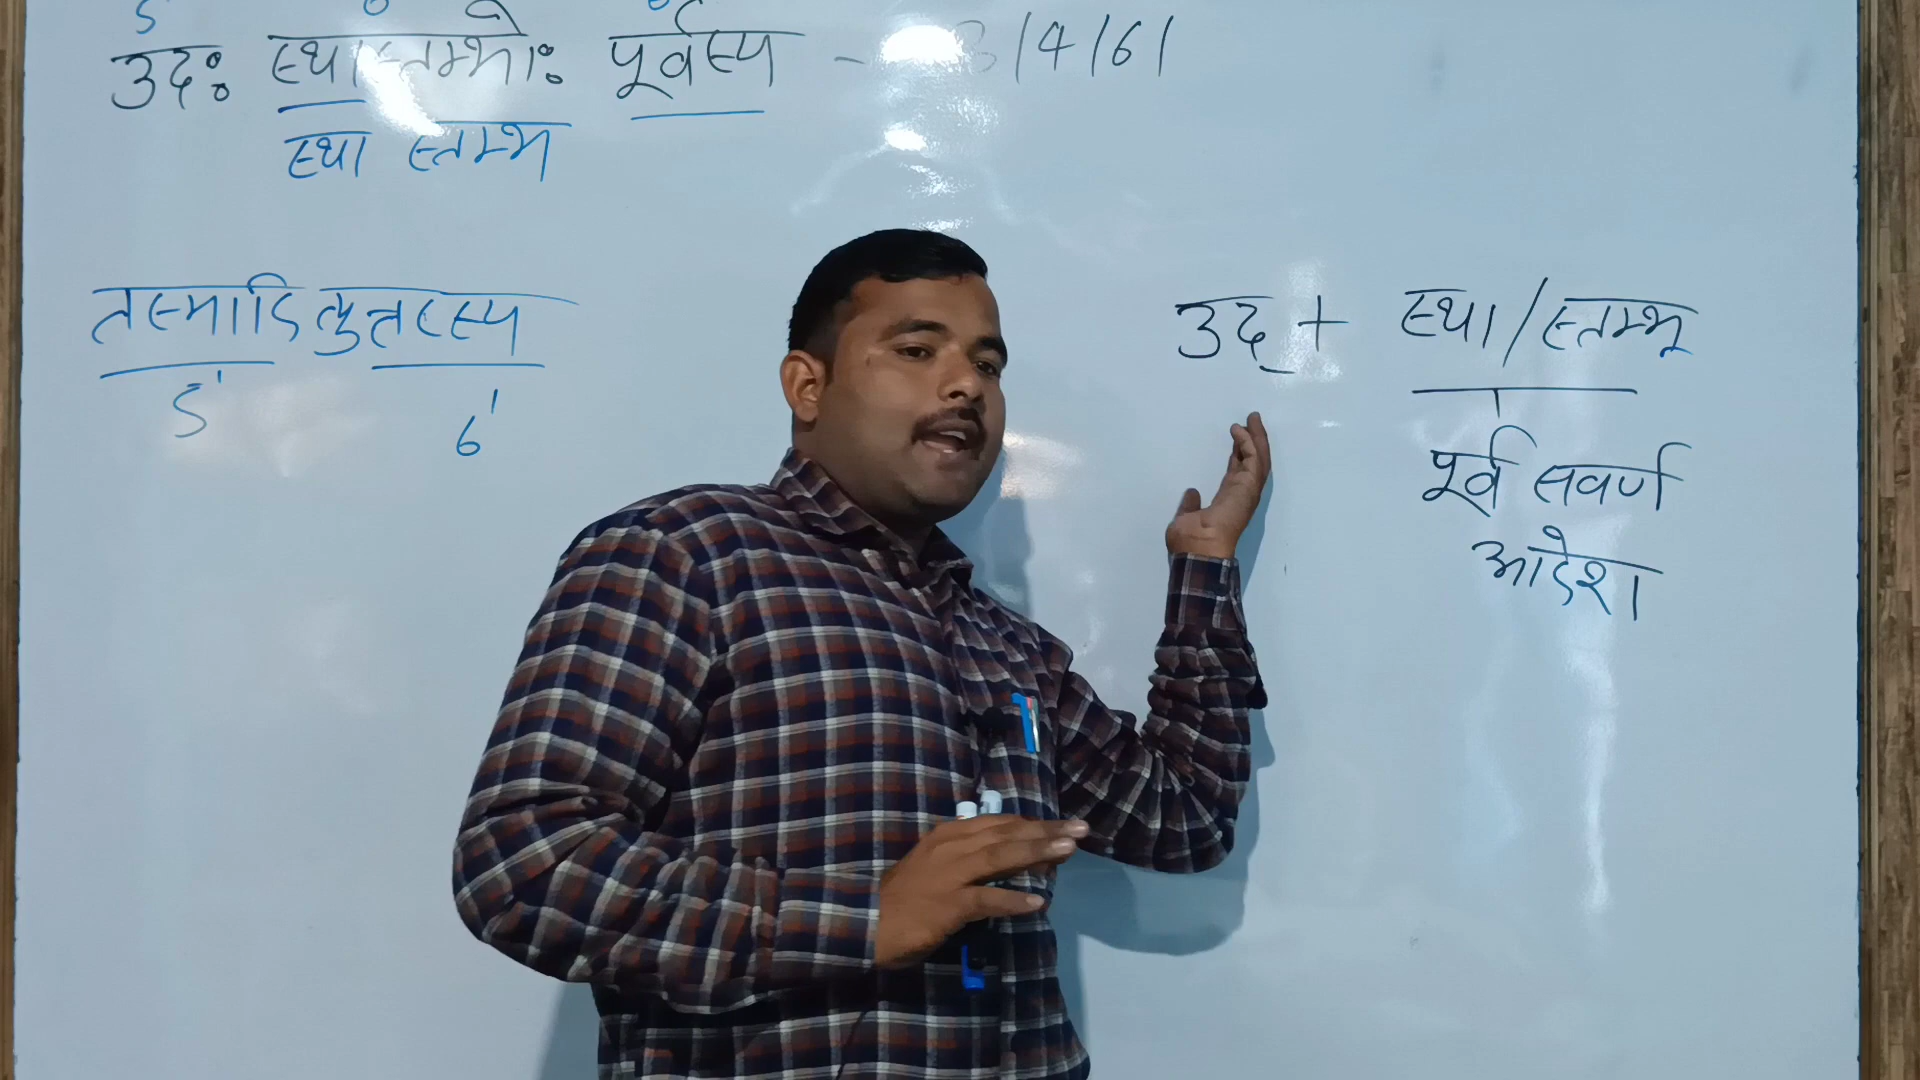 उदः स्थास्तम्भोः पूर्वस्य - 8/4/61
स्था स्तम्भ
तस्मादित्युत्तरस्य
5' 6'
उद् + स्था/स्तम्भ्
पूर्व सवर्ण
आदेश